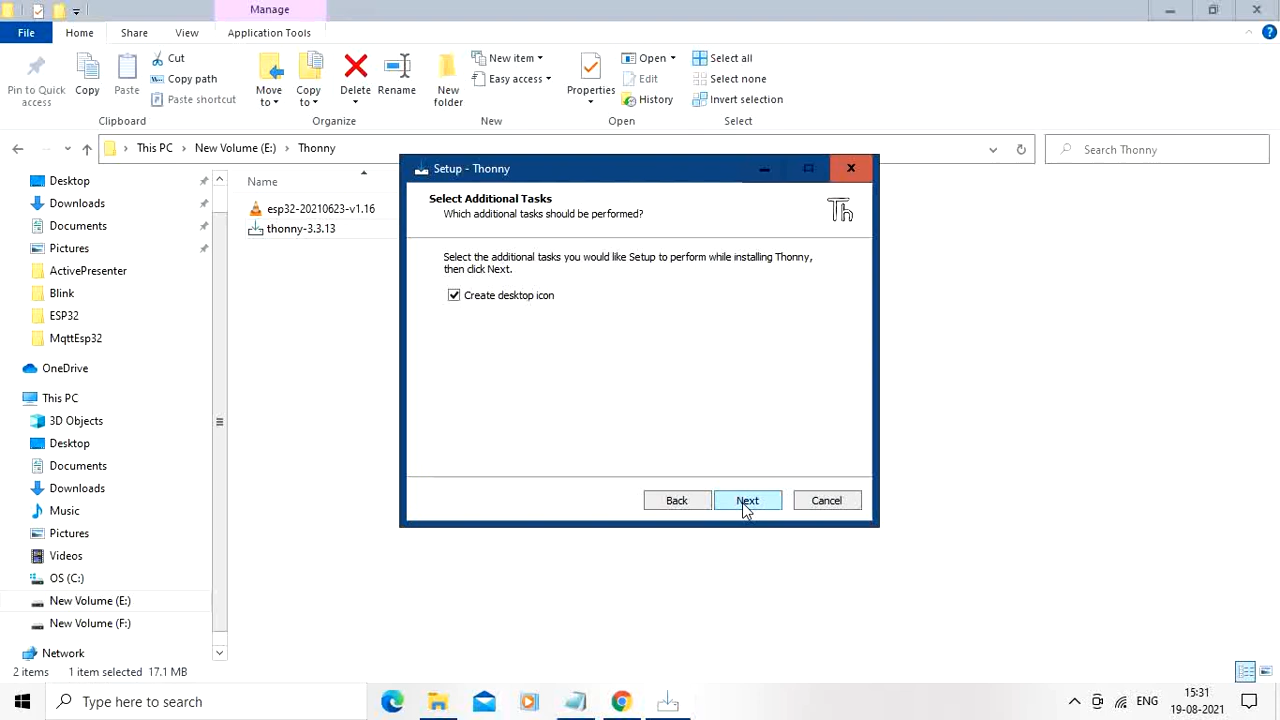 Manage
File
Home
Share
View
Application Tools
Pin to Quick access
Copy
Paste
Cut
Copy path
Paste shortcut
Clipboard
Move to
Copy to
Delete
Rename
Organize
New folder
New item
Easy access
New
Properties
Open
Edit
History
Open
Select all
Select none
Invert selection
Select
This PC > New Volume (E:) > Thonny
Search Thonny
Desktop
Downloads
Documents
Pictures
ActivePresenter
Blink
ESP32
MqttEsp32
OneDrive
This PC
3D Objects
Desktop
Documents
Downloads
Music
Pictures
Videos
OS (C:)
New Volume (E:)
New Volume (F:)
Network
Name
esp32-20210623-v1.16
thonny-3.3.13
Setup - Thonny
Select Additional Tasks
Which additional tasks should be performed?
Th
Select the additional tasks you would like Setup to perform while installing Thonny,
then click Next.
Create desktop icon
Back
Next
Cancel
2 items
1 item selected 17.1 MB
Type here to search
ENG
15:31
19-08-2021